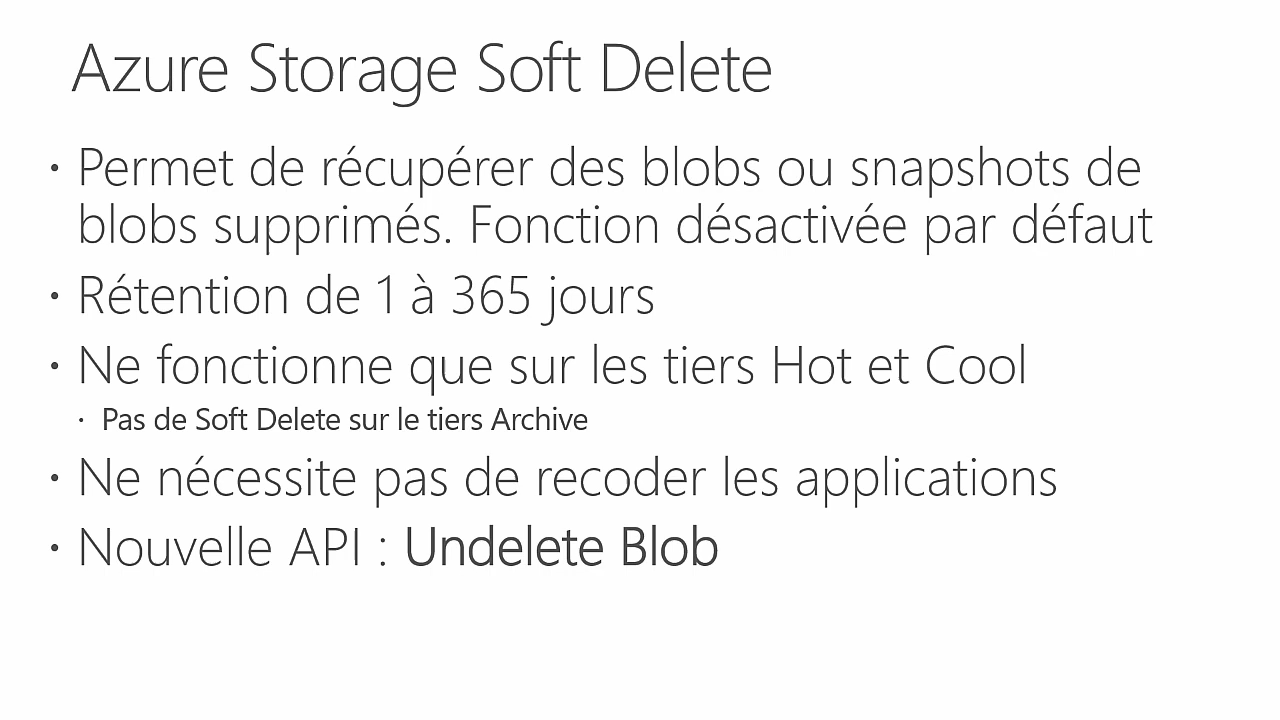 Azure Storage Soft Delete
• Permet de récupérer des blobs ou snapshots de
blobs supprimés. Fonction désactivée par défaut
• Rétention de 1 à 365 jours
• Ne fonctionne que sur les tiers Hot et Cool
• Pas de Soft Delete sur le tiers Archive
• Ne nécessite pas de recoder les applications
• Nouvelle API : Undelete Blob